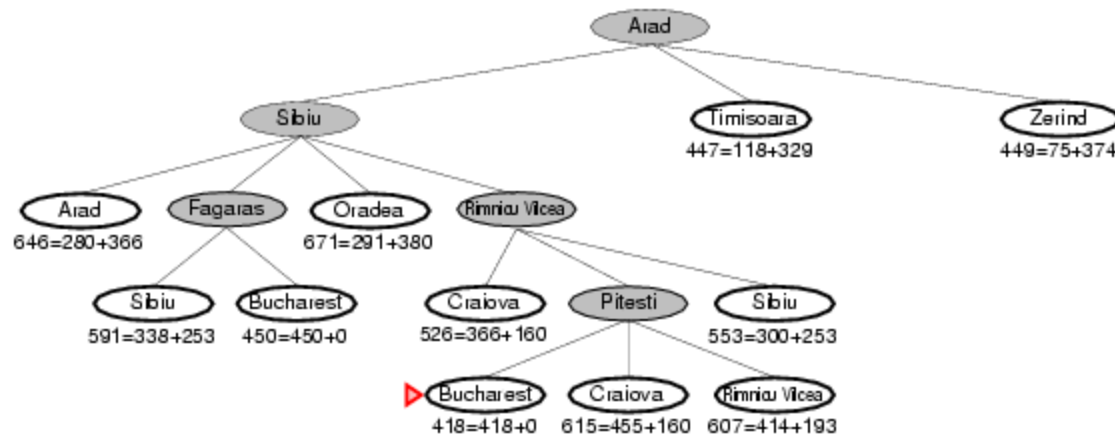 Arad
Sibiu
Timisoara
Zerind
447=118+329
449=75+374
Arad
Fagaras
Oradea
Rimnicu Vilcea
646=280+366
671=291+380
Sibiu
Bucharest
Craiova
Pitesti
Sibiu
591=338+253
450=450+0
526=366+160
553=300+253
Bucharest
Craiova
Rimnicu Vilcea
418=418+0
615=455+160
607=414+193